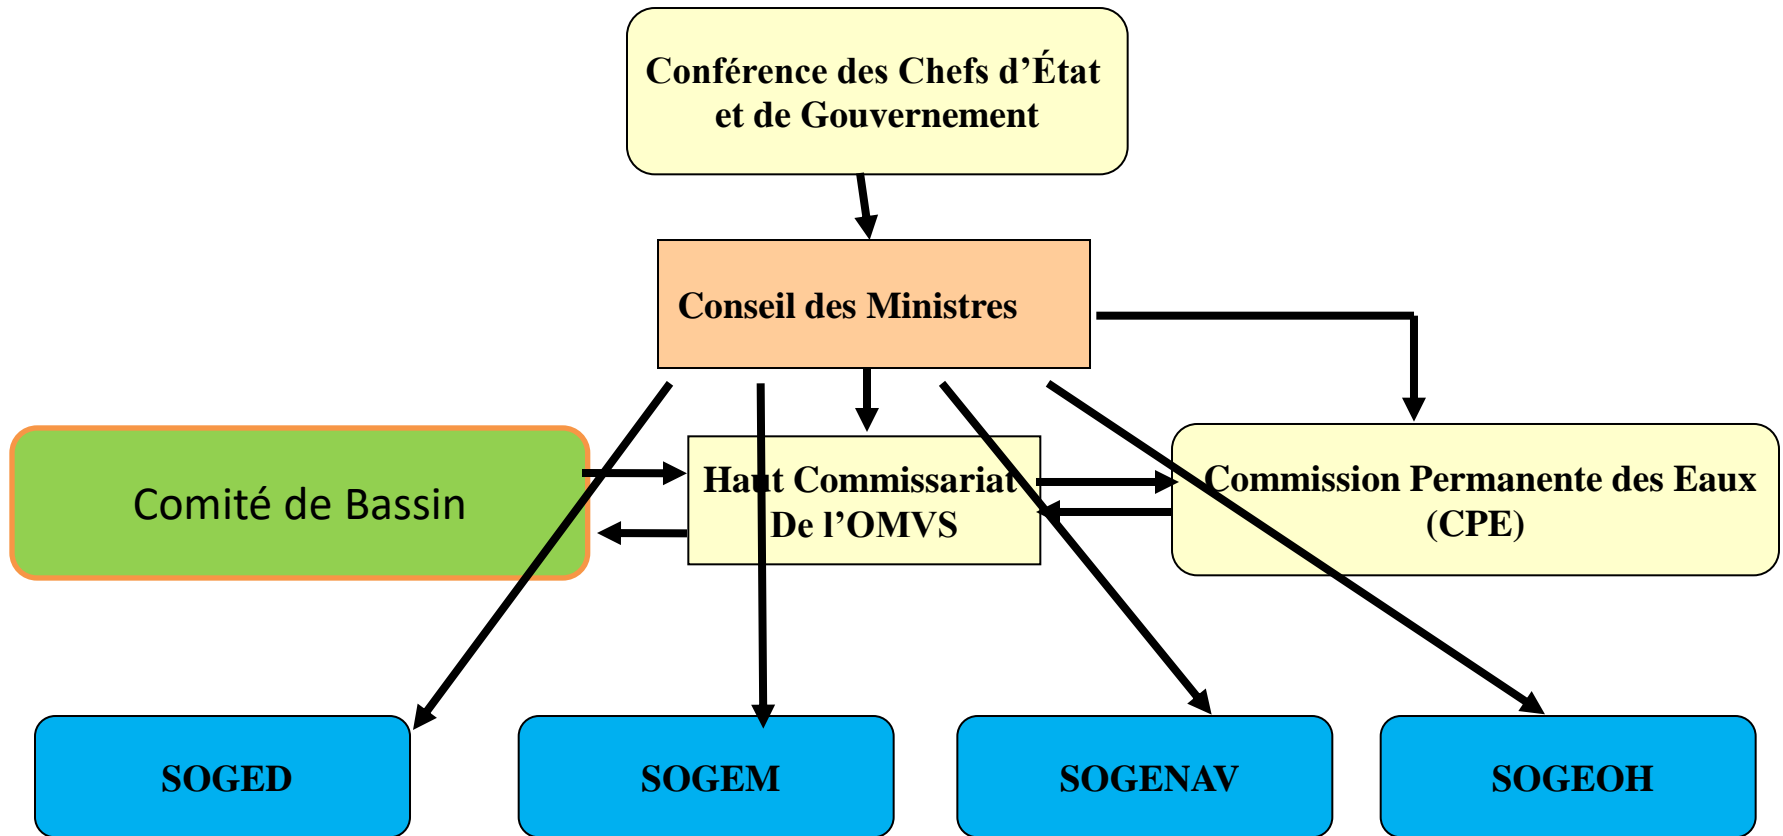 Conférence des Chefs d’État
et de Gouvernement
Conseil des Ministres
Comité de Bassin
Haut Commissariat
De l’OMVS
Commission Permanente des Eaux
(CPE)
SOGED
SOGEM
SOGENAV
SOGEOH